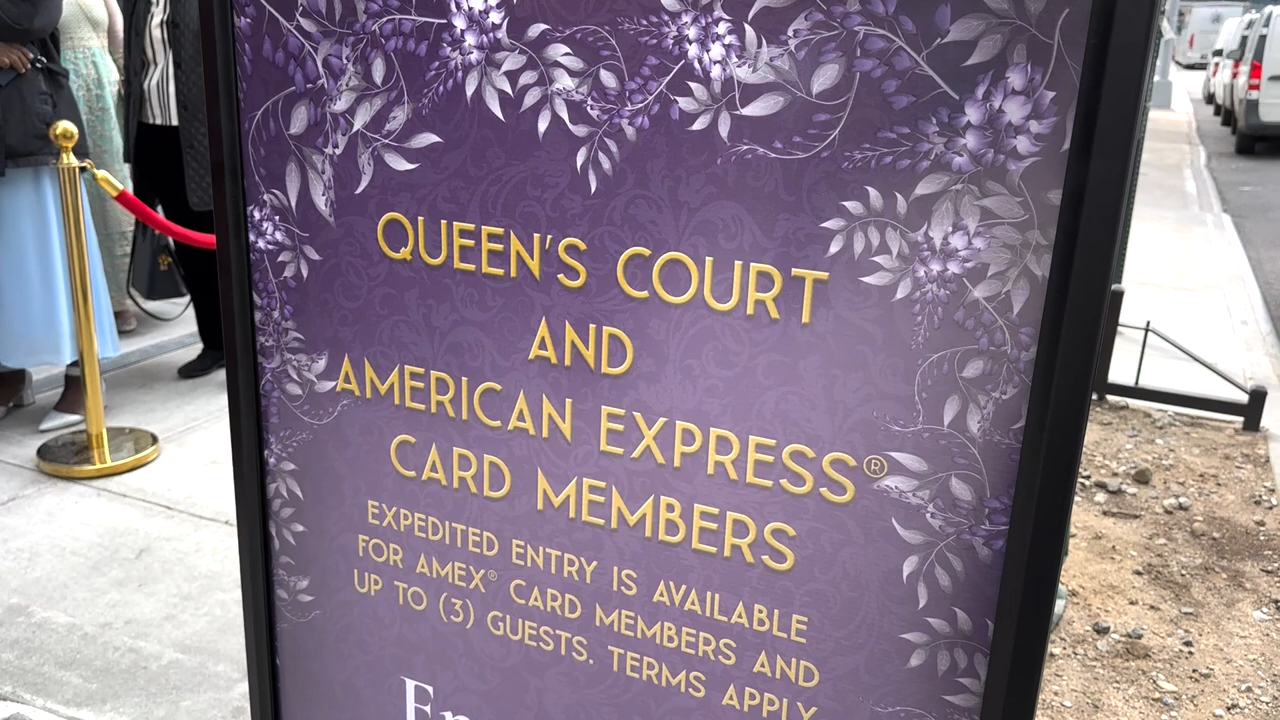 QUEEN'S COURT
AND
AMERICAN EXPRESS®
CARD MEMBERS
EXPEDITED ENTRY IS AVAILABLE
FOR AMEX® CARD MEMBERS AND
UP TO (3) GUESTS. TERMS APPLY